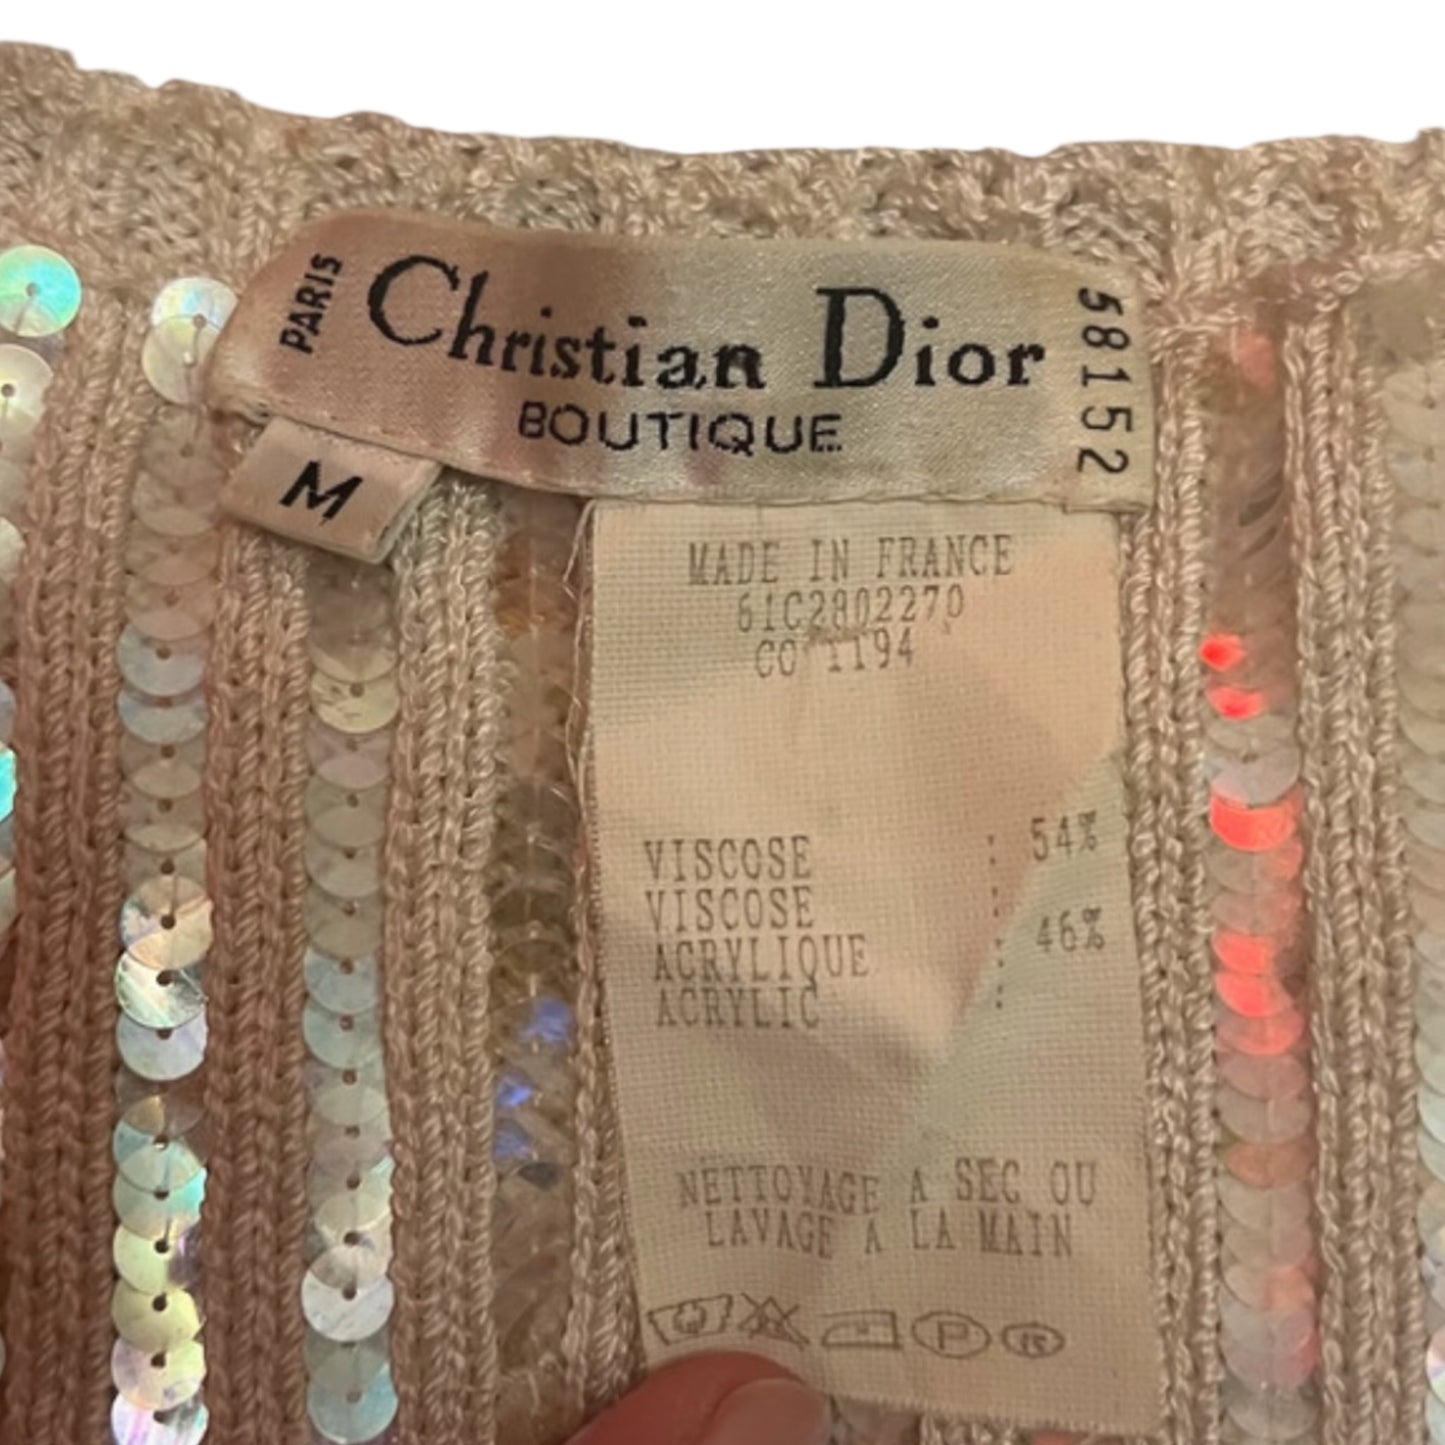 PARIS
Christian Dior
BOUTIQUE
58152
M
MADE IN FRANCE
61C2802270
CO 1194
VISCOSE : 54%
VISCOSE :
ACRYLIQUE : 46%
ACRYLIC :
NETTOYAGE A SEC OU
LAVAGE A LA MAIN
P